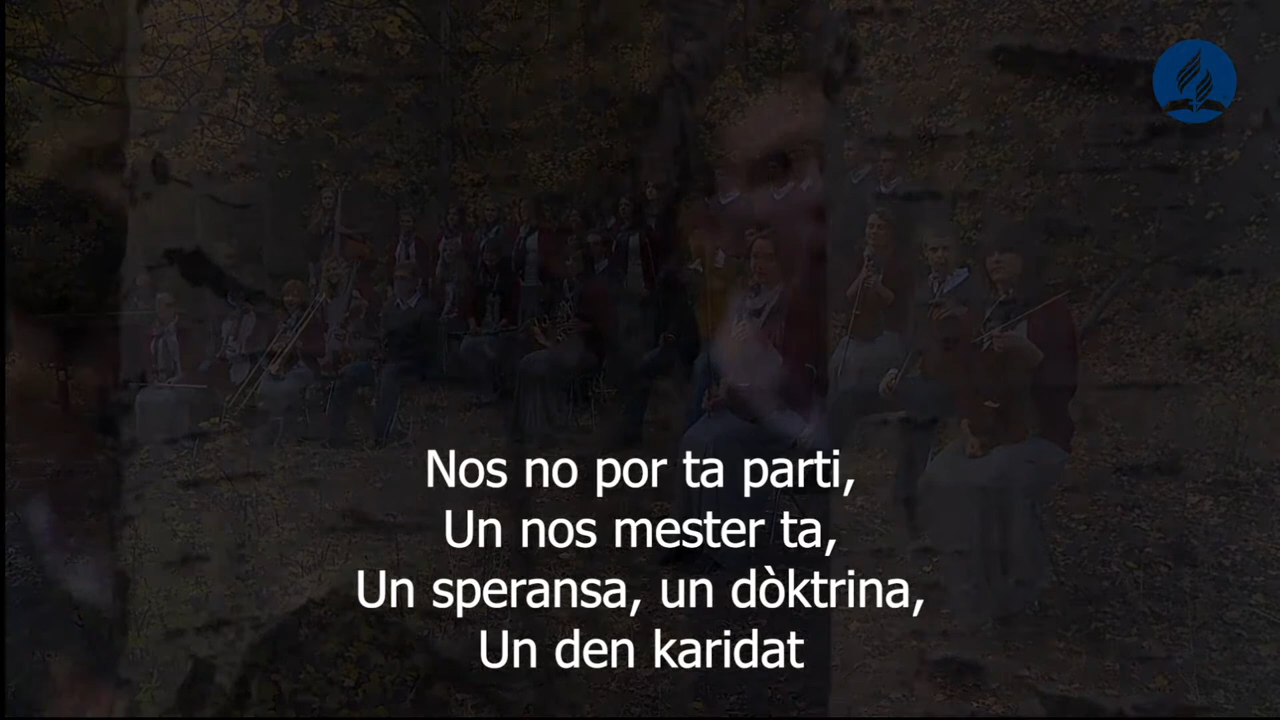 Nos no por ta parti,
Un nos mester ta,
Un speransa, un dòktrina,
Un den karidat